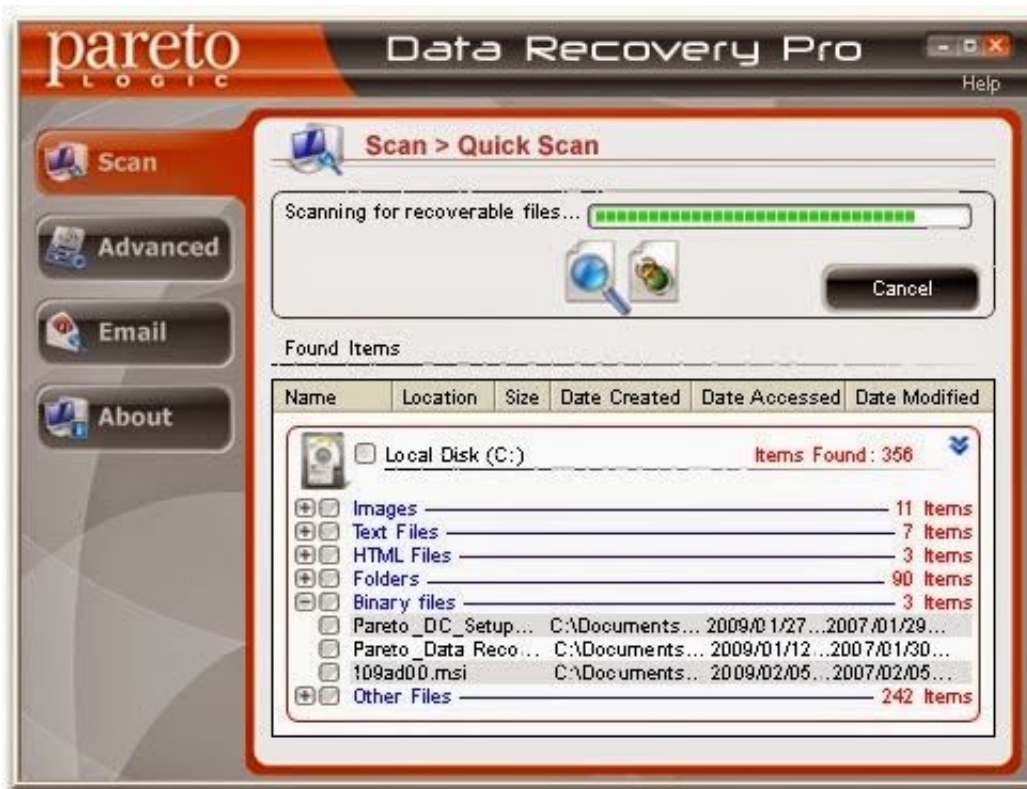 pareto
LOGIC
Data Recovery Pro
Help
Scan
Advanced
Email
About
Scan > Quick Scan
Scanning for recoverable files...
Cancel
Found Items
Name Location Size Date Created Date Accessed Date Modified
Local Disk (C:) Items Found: 356
Images 11 Items
Text Files 7 Items
HTML Files 3 Items
Folders 90 Items
Binary files 3 Items
Pareto_DC_Setup... C:\Documents... 2009/01/27...2007/01/29...
Pareto_Data Reco... C:\Documents... 2009/01/12...2007/01/30...
109ad00.msi C:\Documents... 2009/02/05...2007/02/05...
Other Files 242 Items